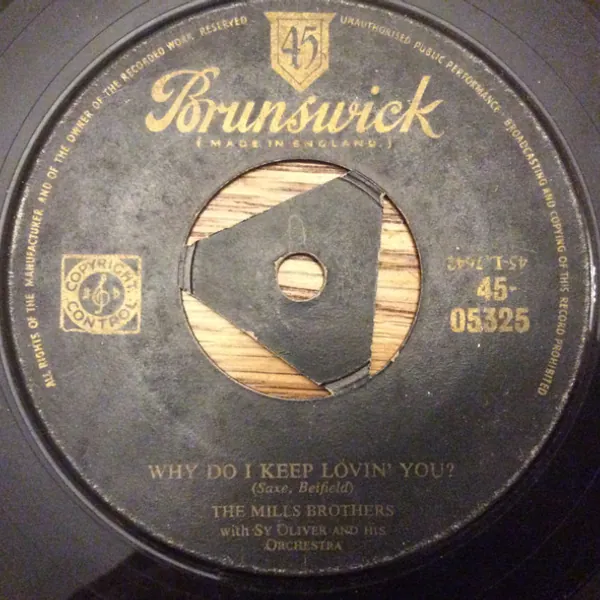 ALL RIGHTS OF THE MANUFACTURER AND OF THE OWNER OF THE RECORDED WORK RESERVED
UNAUTHORISED PUBLIC PERFORMANCE BROADCASTING AND COPYING OF THIS RECORD PROHIBITED
45
Brunswick
( MADE IN ENGLAND. )
COPYRIGHT
CONTROL
45-L.7642
45-
05325
WHY DO I KEEP LOVIN' YOU?
(Saxe, Beifield)
THE MILLS BROTHERS
with SY OLIVER AND HIS
ORCHESTRA